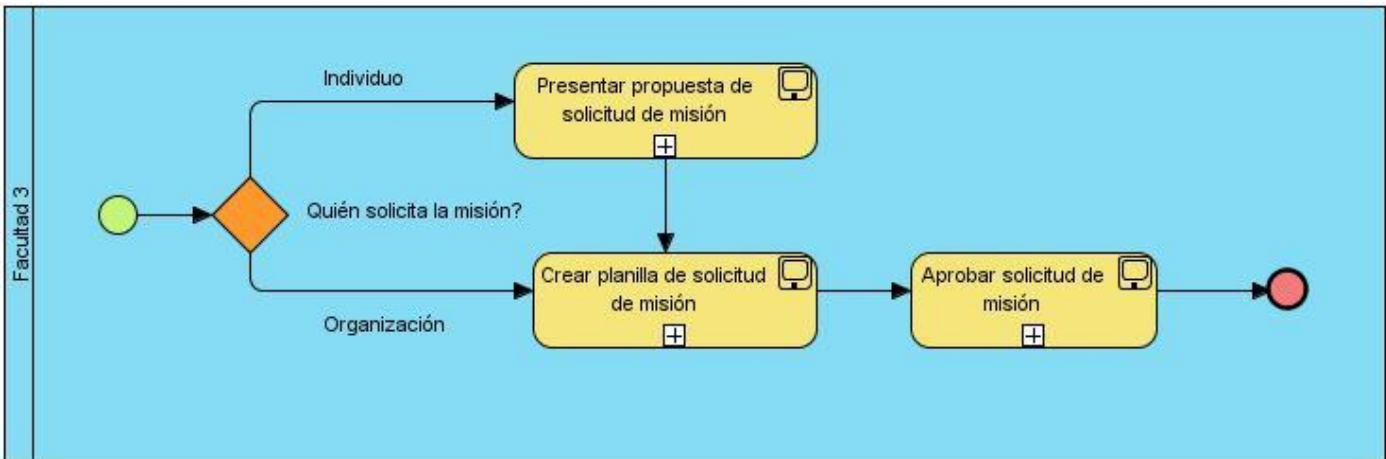 Facultad 3
Individuo
Presentar propuesta de
solicitud de misión
Quién solicita la misión?
Crear planilla de solicitud
de misión
Aprobar solicitud de
misión
Organización